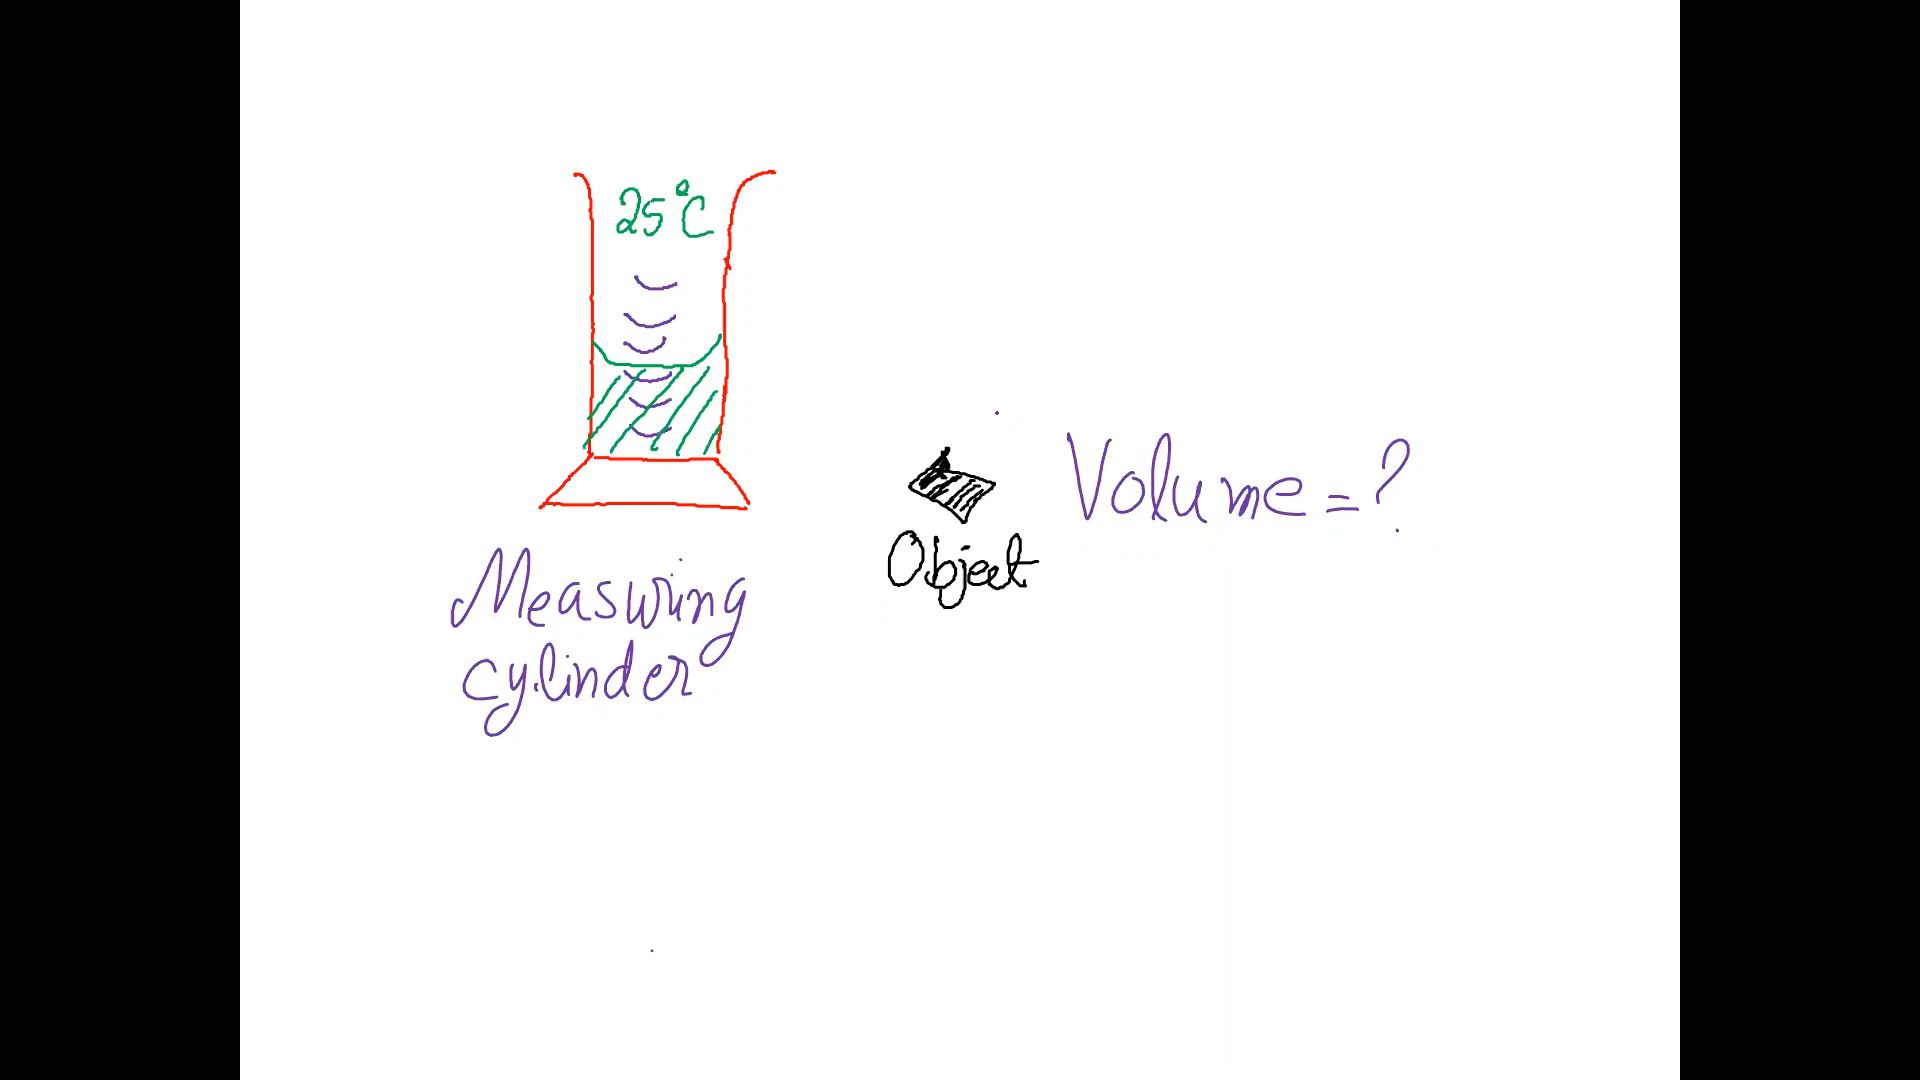 25°C
Volume = ?
Object
Measuring
cylinder